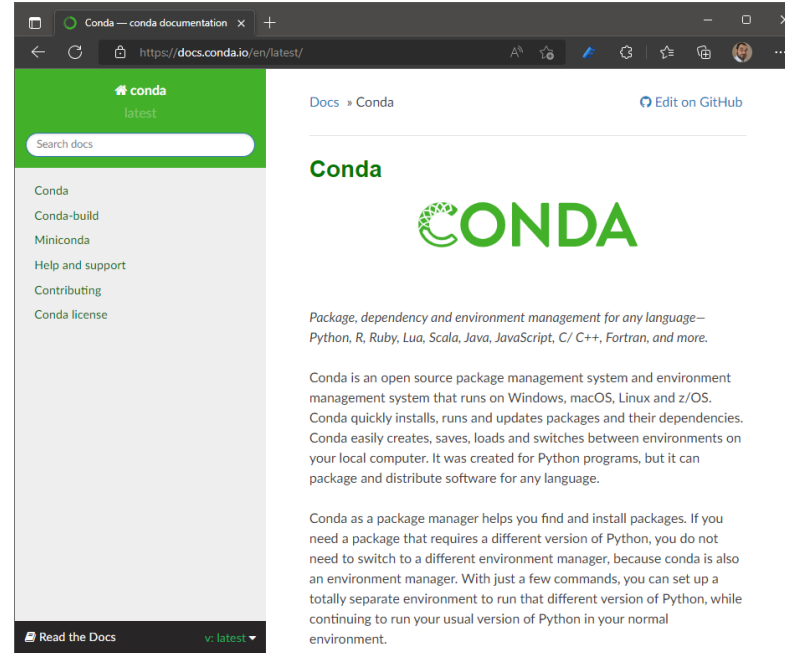 Conda — conda documentation
https://docs.conda.io/en/latest/
conda
latest
Search docs
Conda
Conda-build
Miniconda
Help and support
Contributing
Conda license
Read the Docs
v: latest
Docs » Conda
Edit on GitHub
Conda
CONDA
Package, dependency and environment management for any language—
Python, R, Ruby, Lua, Scala, Java, JavaScript, C/ C++, Fortran, and more.
Conda is an open source package management system and environment
management system that runs on Windows, macOS, Linux and z/OS.
Conda quickly installs, runs and updates packages and their dependencies.
Conda easily creates, saves, loads and switches between environments on
your local computer. It was created for Python programs, but it can
package and distribute software for any language.
Conda as a package manager helps you find and install packages. If you
need a package that requires a different version of Python, you do not
need to switch to a different environment manager, because conda is also
an environment manager. With just a few commands, you can set up a
totally separate environment to run that different version of Python, while
continuing to run your usual version of Python in your normal
environment.